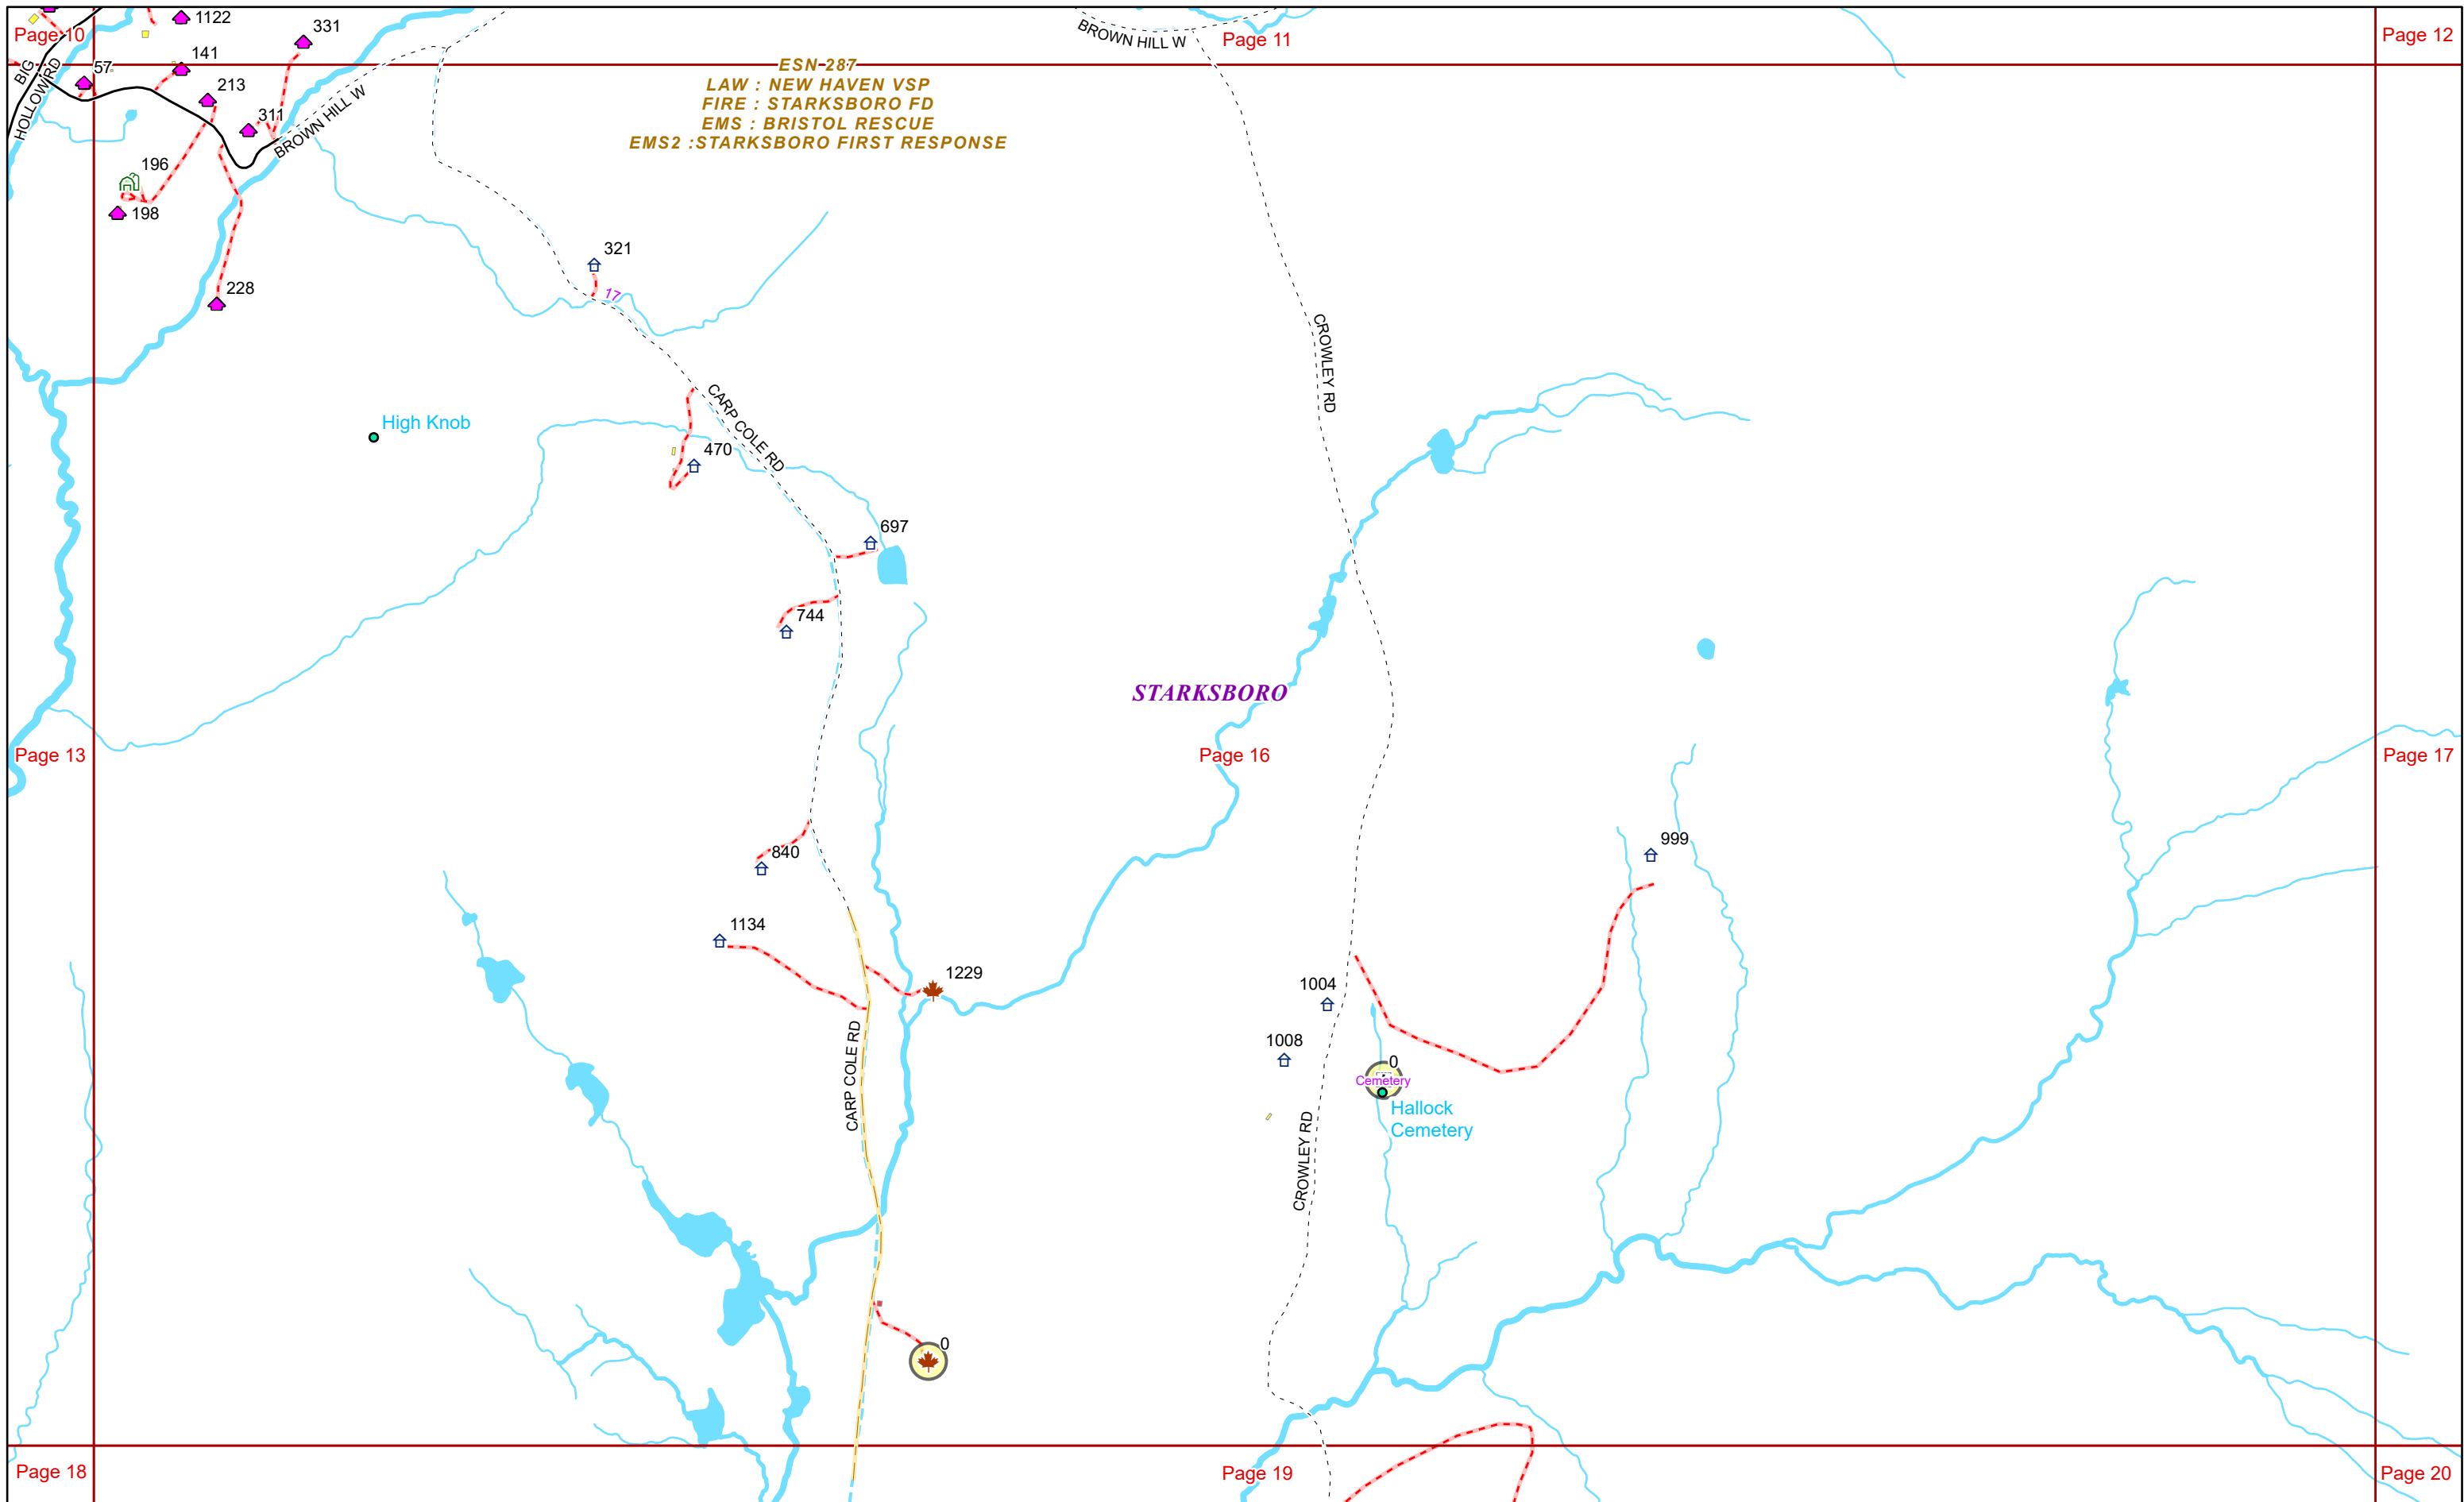 Page 10
1122
331
BROWN HILL W
Page 11
Page 12
BIG
HOLLOW RD
57
141
213
311
BROWN HILL W
ESN 287
LAW : NEW HAVEN VSP
FIRE : STARKSBORO FD
EMS : BRISTOL RESCUE
EMS2 :STARKSBORO FIRST RESPONSE
196
198
228
321
17
CROWLEY RD
High Knob
CARP COLE RD
470
697
744
STARKSBORO
Page 13
Page 16
Page 17
840
999
1134
1229
1004
1008
CARP COLE RD
0
Cemetery
Hallock
Cemetery
CROWLEY RD
0
Page 18
Page 19
Page 20